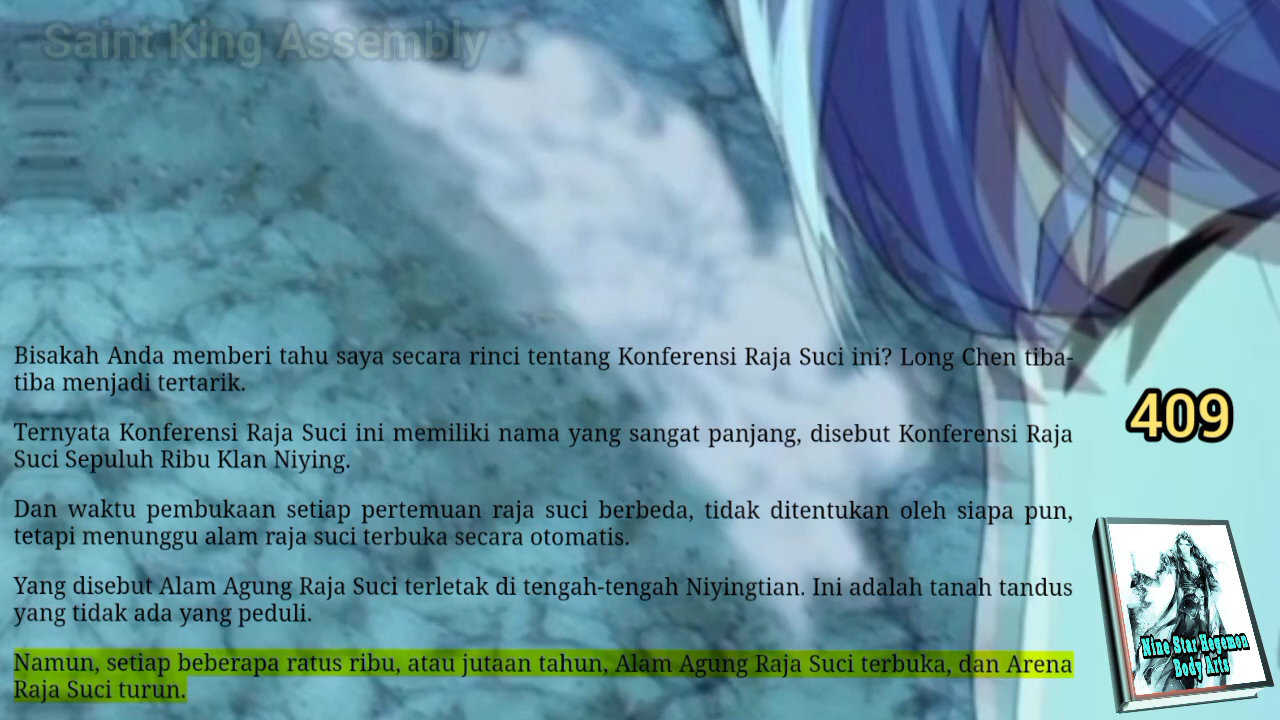 Saint King Assembly
Bisakah Anda memberi tahu saya secara rinci tentang Konferensi Raja Suci ini? Long Chen tiba-
tiba menjadi tertarik.
Ternyata Konferensi Raja Suci ini memiliki nama yang sangat panjang, disebut Konferensi Raja
Suci Sepuluh Ribu Klan Niying.
Dan waktu pembukaan setiap pertemuan raja suci berbeda, tidak ditentukan oleh siapa pun,
tetapi menunggu alam raja suci terbuka secara otomatis.
Yang disebut Alam Agung Raja Suci terletak di tengah-tengah Niyingtian. Ini adalah tanah tandus
yang tidak ada yang peduli.
Namun, setiap beberapa ratus ribu, atau jutaan tahun, Alam Agung Raja Suci terbuka, dan Arena
Raja Suci turun.
409
Nine Star Hegemon
Body Arts